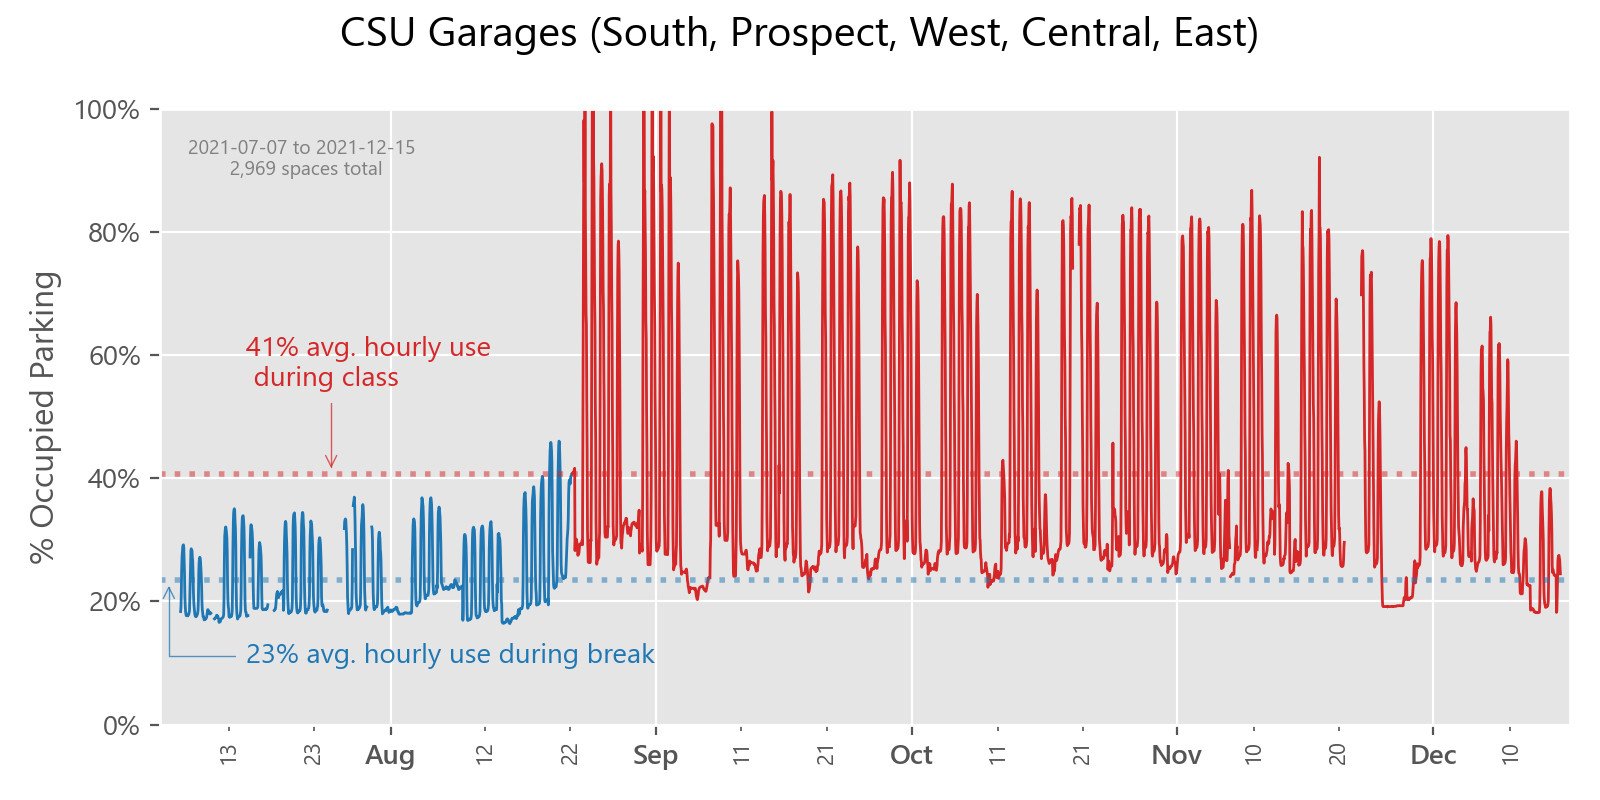 CSU Garages (South, Prospect, West, Central, East)
100%
2021-07-07 to 2021-12-15
2,969 spaces total
80%
60%
41% avg. hourly use
during class
40%
20%
23% avg. hourly use during break
0%
% Occupied Parking
13
23
Aug
12
22
Sep
11
21
Oct
11
21
Nov
10
20
Dec
10